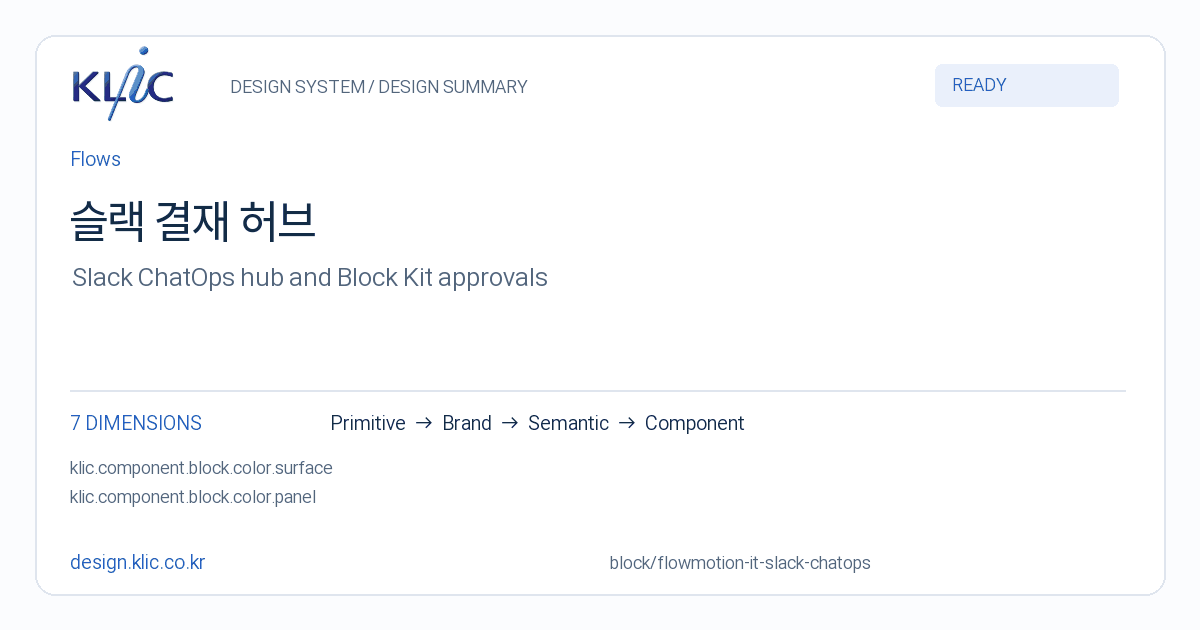 KLiC
DESIGN SYSTEM / DESIGN SUMMARY
READY
Flows
슬랙 결재 허브
Slack ChatOps hub and Block Kit approvals
7 DIMENSIONS
Primitive → Brand → Semantic → Component
klic.component.block.color.surface
klic.component.block.color.panel
design.klic.co.kr
block/flowmotion-it-slack-chatops